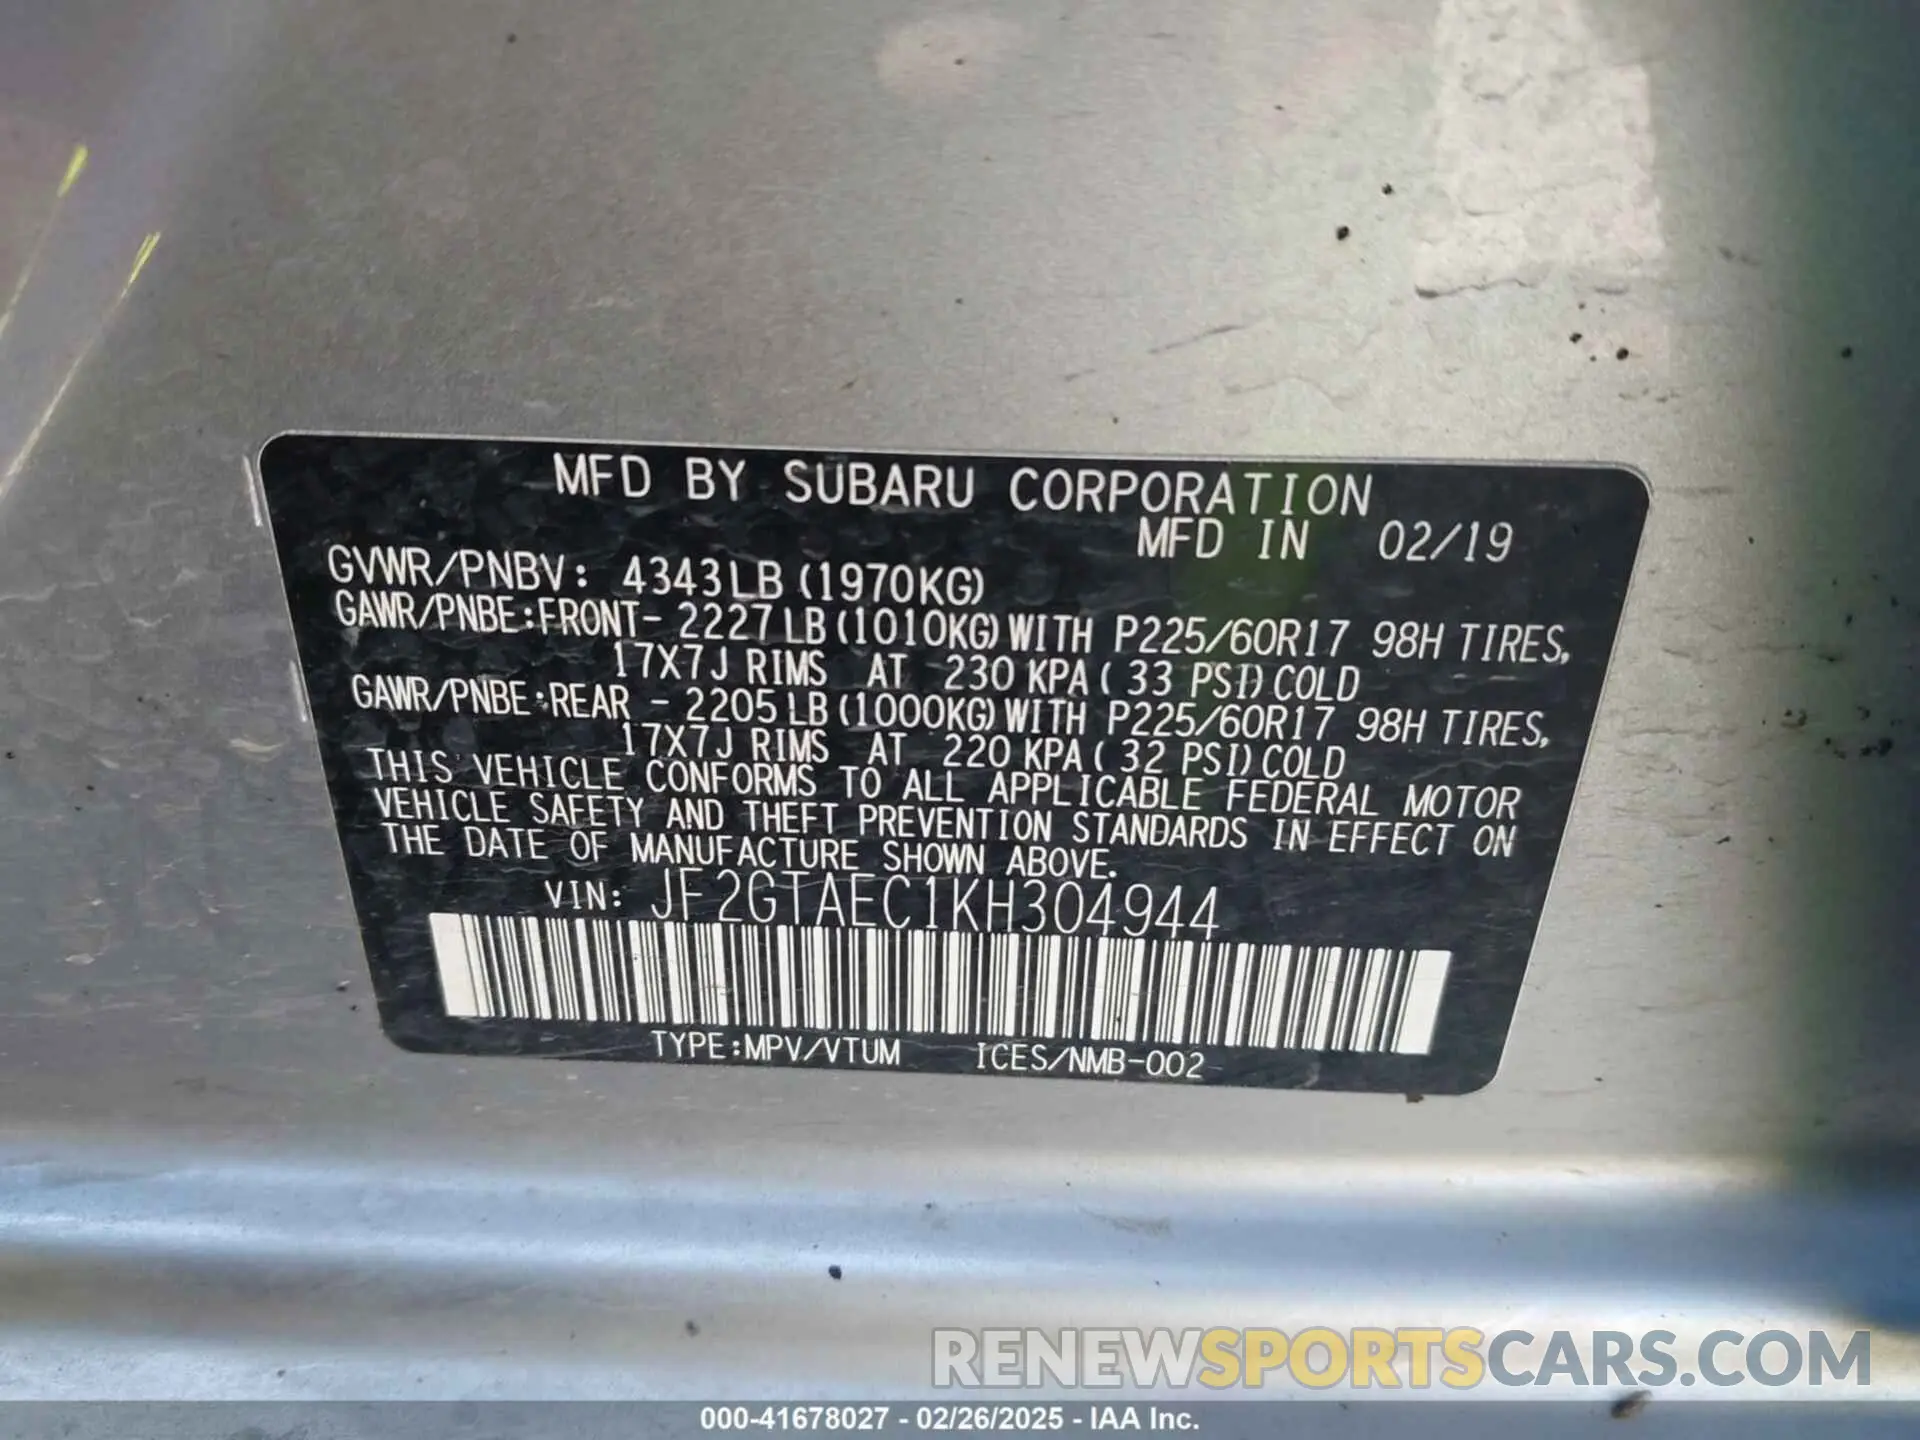 MFD BY SUBARU CORPORATION
MFD IN 02/19
GVWR/PNBV: 4343LB (1970KG)
GAWR/PNBE:FRONT- 2227LB(1010KG)WITH P225/60R17 98H TIRES,
17X7J RIMS AT 230 KPA( 33 PSI)COLD
GAWR/PNBE:REAR - 2205LB(1000KG)WITH P225/60R17 98H TIRES,
17X7J RIMS AT 220 KPA( 32 PSI)COLD
THIS VEHICLE CONFORMS TO ALL APPLICABLE FEDERAL MOTOR
VEHICLE SAFETY AND THEFT PREVENTION STANDARDS IN EFFECT ON
THE DATE OF MANUFACTURE SHOWN ABOVE.
VIN: JF2GTAEC1KH304944
TYPE:MPV/VTUM ICES/NMB-002
RENEWSPORTSCARS.COM
000-41678027 - 02/26/2025 - IAA Inc.